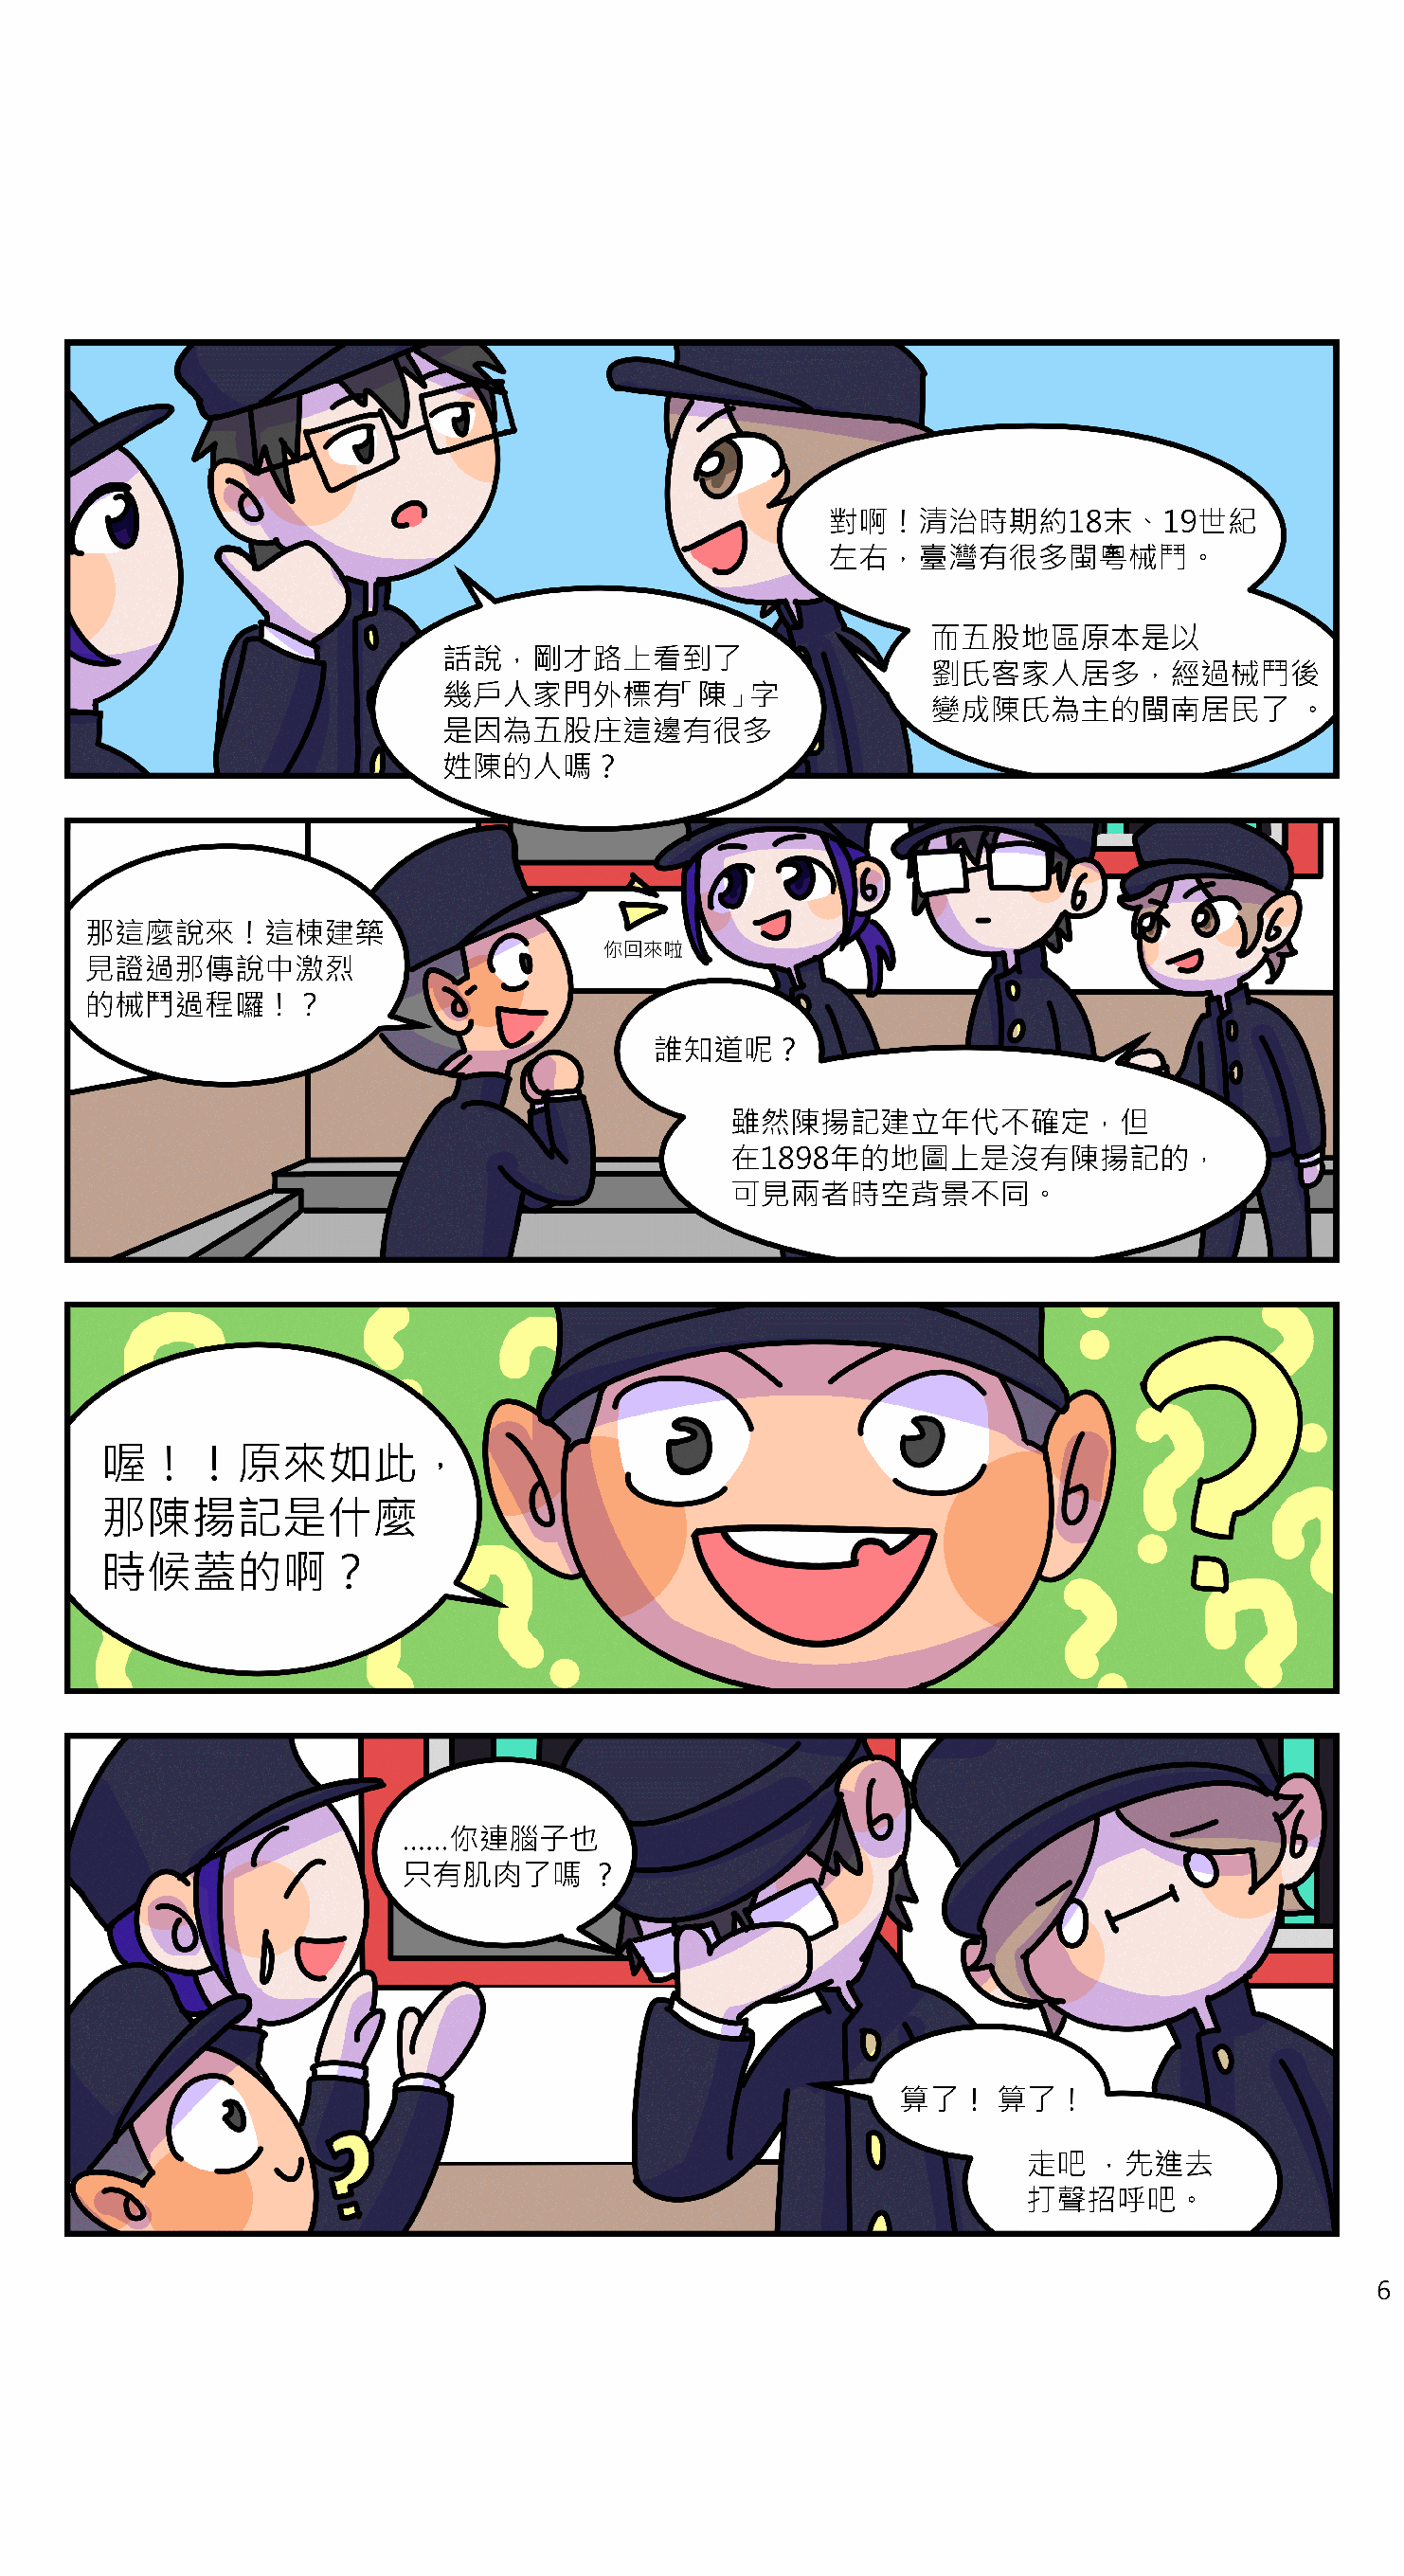 話說，剛才路上看到了
幾戶人家門外標有「陳」字
是因為五股庄這邊有很多
姓陳的人嗎？
對啊！清治時期約18末、19世紀
左右，臺灣有很多閩粵械鬥。
而五股地區原本是以
劉氏客家人居多，經過械鬥後
變成陳氏為主的閩南居民了。
那這麼說來！這棟建築
見證過那傳說中激烈
的械鬥過程囉！？
你回來啦
誰知道呢？
雖然陳揚記建立年代不確定，但
在1898年的地圖上是沒有陳揚記的，
可見兩者時空背景不同。
喔！！原來如此，
那陳揚記是什麼
時候蓋的啊？
......你連腦子也
只有肌肉了嗎？
算了！算了！
走吧，先進去
打聲招呼吧。
6